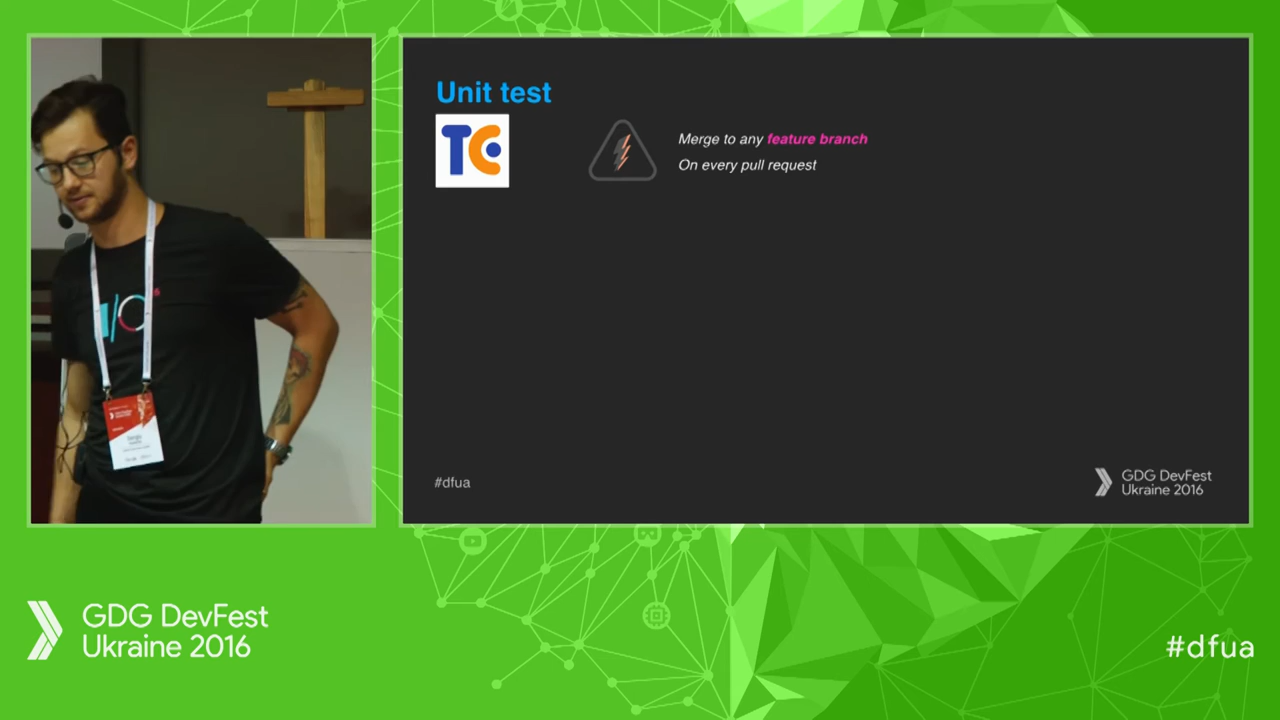 Unit test
TC
Merge to any feature branch
On every pull request
#dfua
GDG DevFest
Ukraine 2016
I/O
GDG DevFest
Ukraine 2016
#dfua